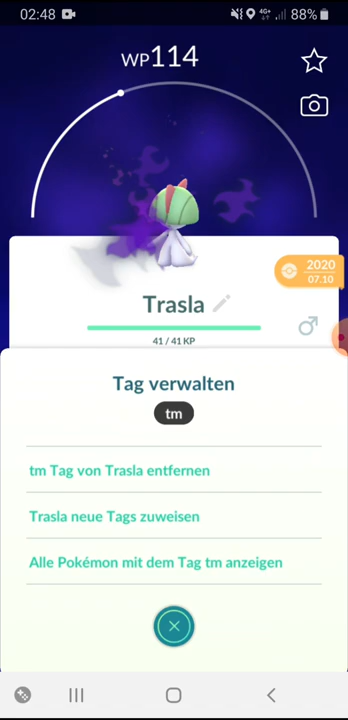 02:48
4G+ 88%
WP114
2020
07.10
Trasla
41 / 41 KP
Tag verwalten
tm
tm Tag von Trasla entfernen
Trasla neue Tags zuweisen
Alle Pokémon mit dem Tag tm anzeigen